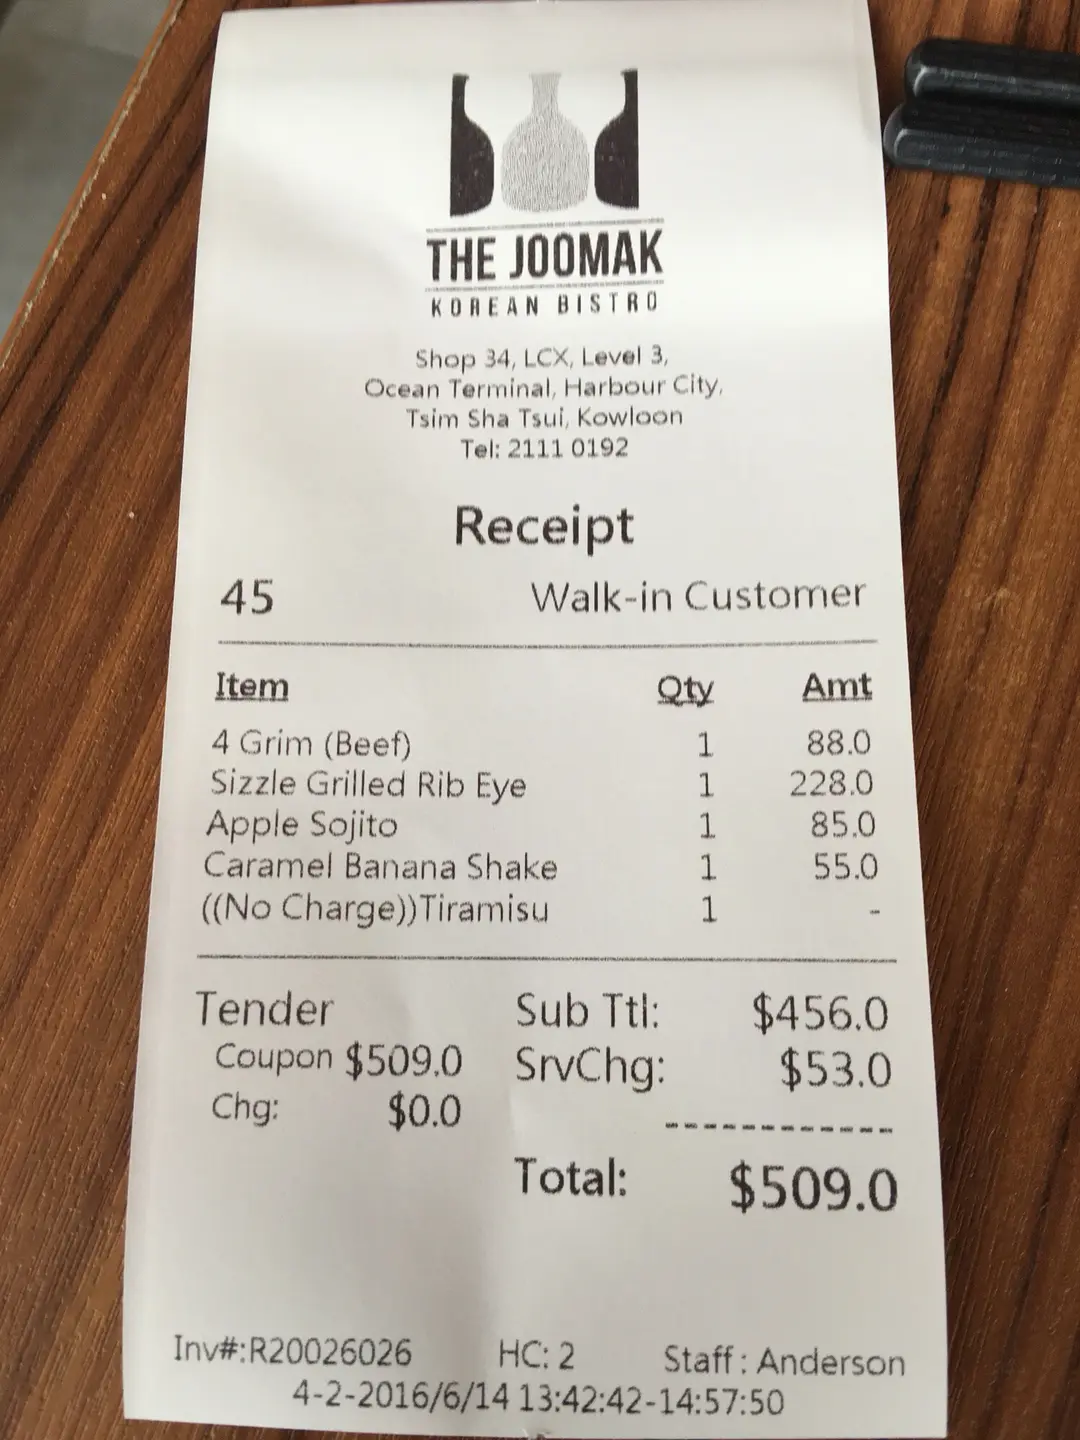 THE JOOMAK
KOREAN BISTRO
Shop 34, LCX, Level 3,
Ocean Terminal, Harbour City,
Tsim Sha Tsui, Kowloon
Tel: 2111 0192
Receipt
45 Walk-in Customer
Item Qty Amt
4 Grim (Beef) 1 88.0
Sizzle Grilled Rib Eye 1 228.0
Apple Sojito 1 85.0
Caramel Banana Shake 1 55.0
((No Charge))Tiramisu 1 -
Tender Sub Ttl: $456.0
Coupon $509.0 SrvChg: $53.0
Chg: $0.0
------------
Total: $509.0
Inv#:R20026026 HC: 2 Staff : Anderson
4-2-2016/6/14 13:42:42-14:57:50